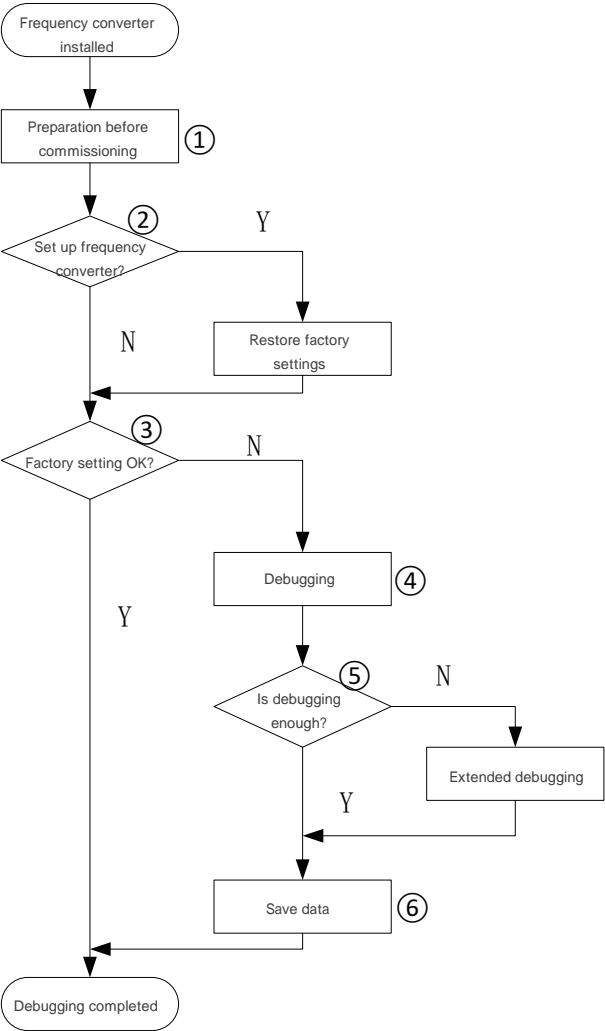 Frequency converter
installed
Preparation before
commissioning
①
②
Set up frequency
converter?
Y
N
Restore factory
settings
③
Factory setting OK?
N
Y
Debugging
④
⑤
Is debugging
enough?
N
Y
Extended debugging
Save data
⑥
Debugging completed